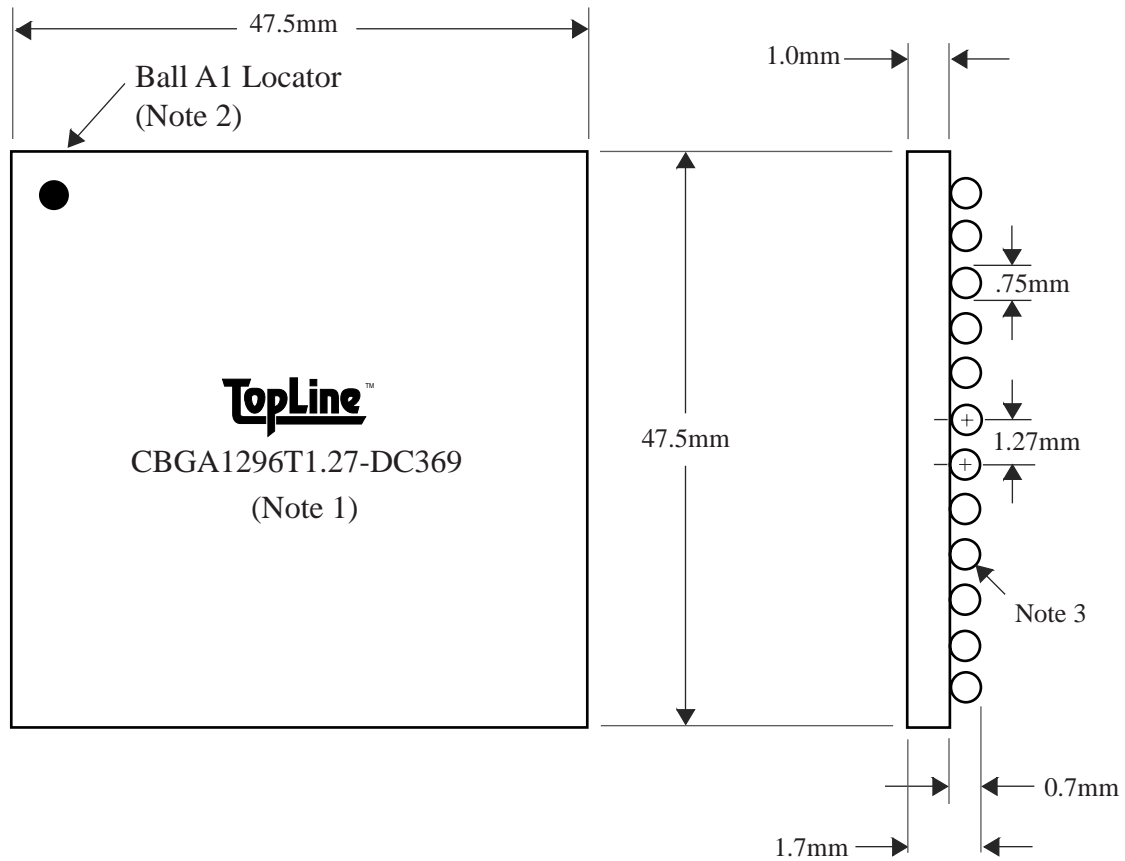 47.5mm
1.0mm
Ball A1 Locator
(Note 2)
.75mm
TopLine™
47.5mm
1.27mm
CBGA1296T1.27-DC369
(Note 1)
Note 3
0.7mm
1.7mm